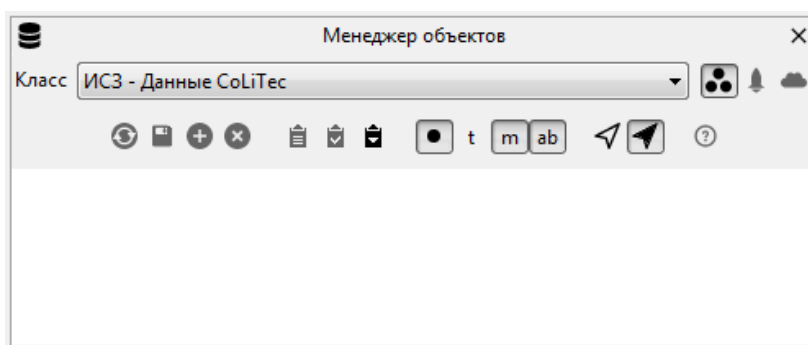 Менеджер объектов
Класс ИСЗ - Данные CoLiTec
t m ab ?